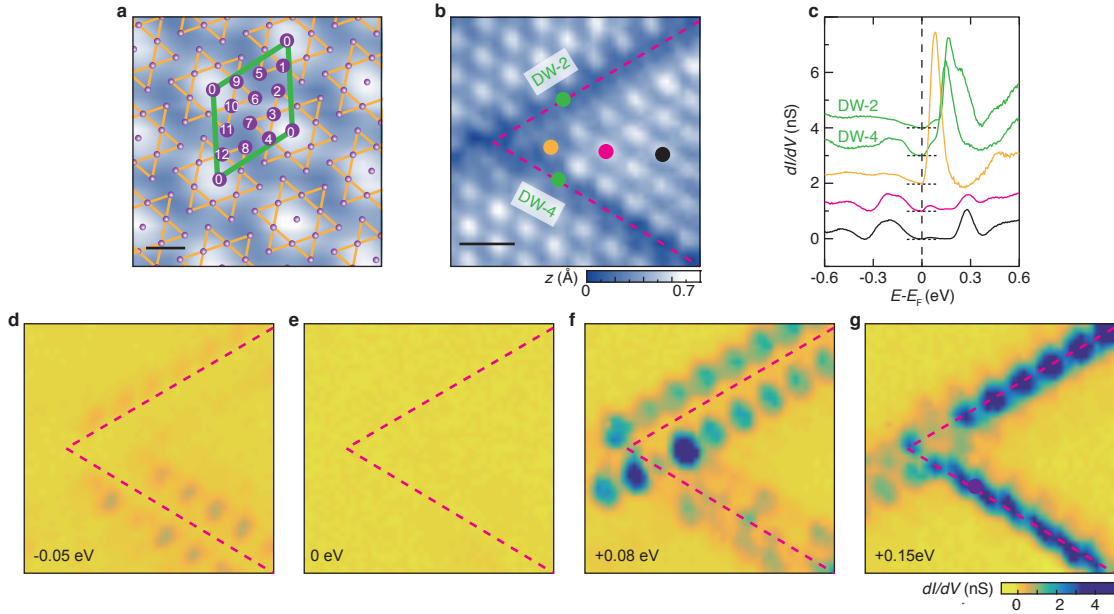 a
b
c
0
9
5
1
0
10
6
2
3
11
7
0
8
4
12
0
DW-2
DW-4
z (Å)
0
0.7
dI/dV (nS)
6
4
2
0
DW-2
DW-4
-0.6
-0.3
0
0.3
0.6
E-E_F (eV)
d
e
f
g
-0.05 eV
0 eV
+0.08 eV
+0.15eV
dI/dV (nS)
0
2
4